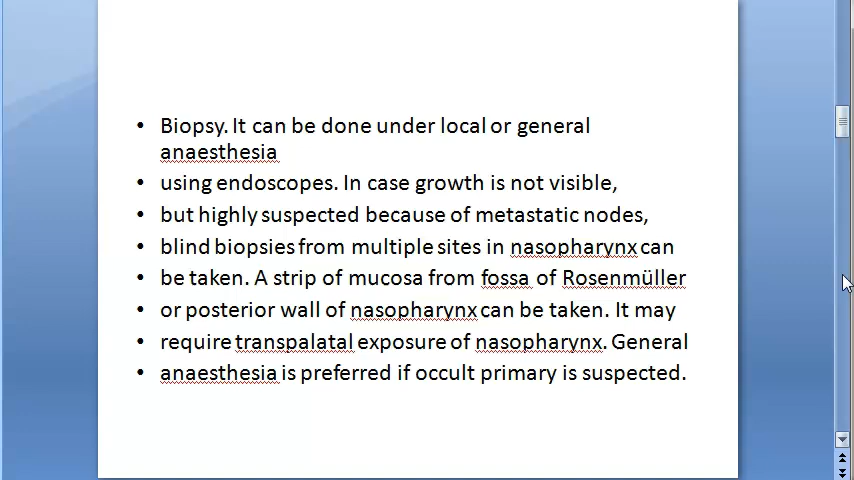 • Biopsy. It can be done under local or general
anaesthesia
• using endoscopes. In case growth is not visible,
• but highly suspected because of metastatic nodes,
• blind biopsies from multiple sites in nasopharynx can
• be taken. A strip of mucosa from fossa of Rosenmüller
• or posterior wall of nasopharynx can be taken. It may
• require transpalatal exposure of nasopharynx. General
• anaesthesia is preferred if occult primary is suspected.